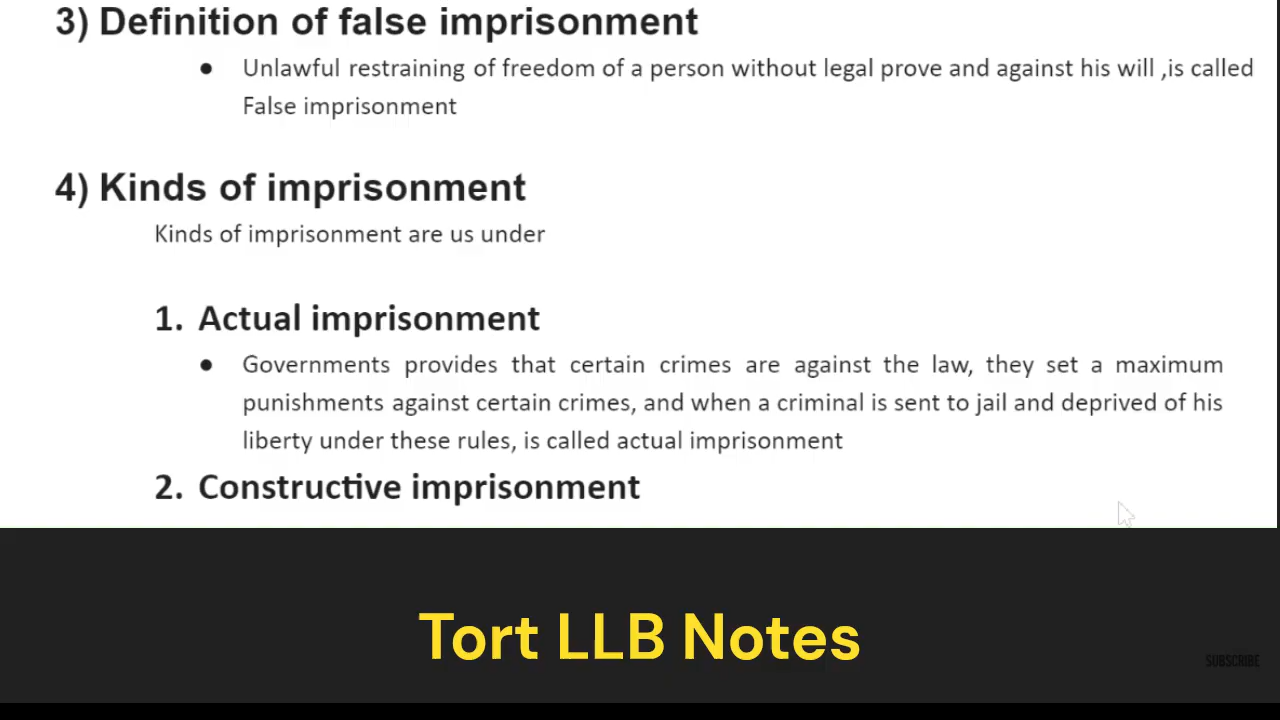 3) Definition of false imprisonment
● Unlawful restraining of freedom of a person without legal prove and against his will ,is called
False imprisonment
4) Kinds of imprisonment
Kinds of imprisonment are us under
1. Actual imprisonment
● Governments provides that certain crimes are against the law, they set a maximum
punishments against certain crimes, and when a criminal is sent to jail and deprived of his
liberty under these rules, is called actual imprisonment
2. Constructive imprisonment
Tort LLB Notes
SUBSCRIBE